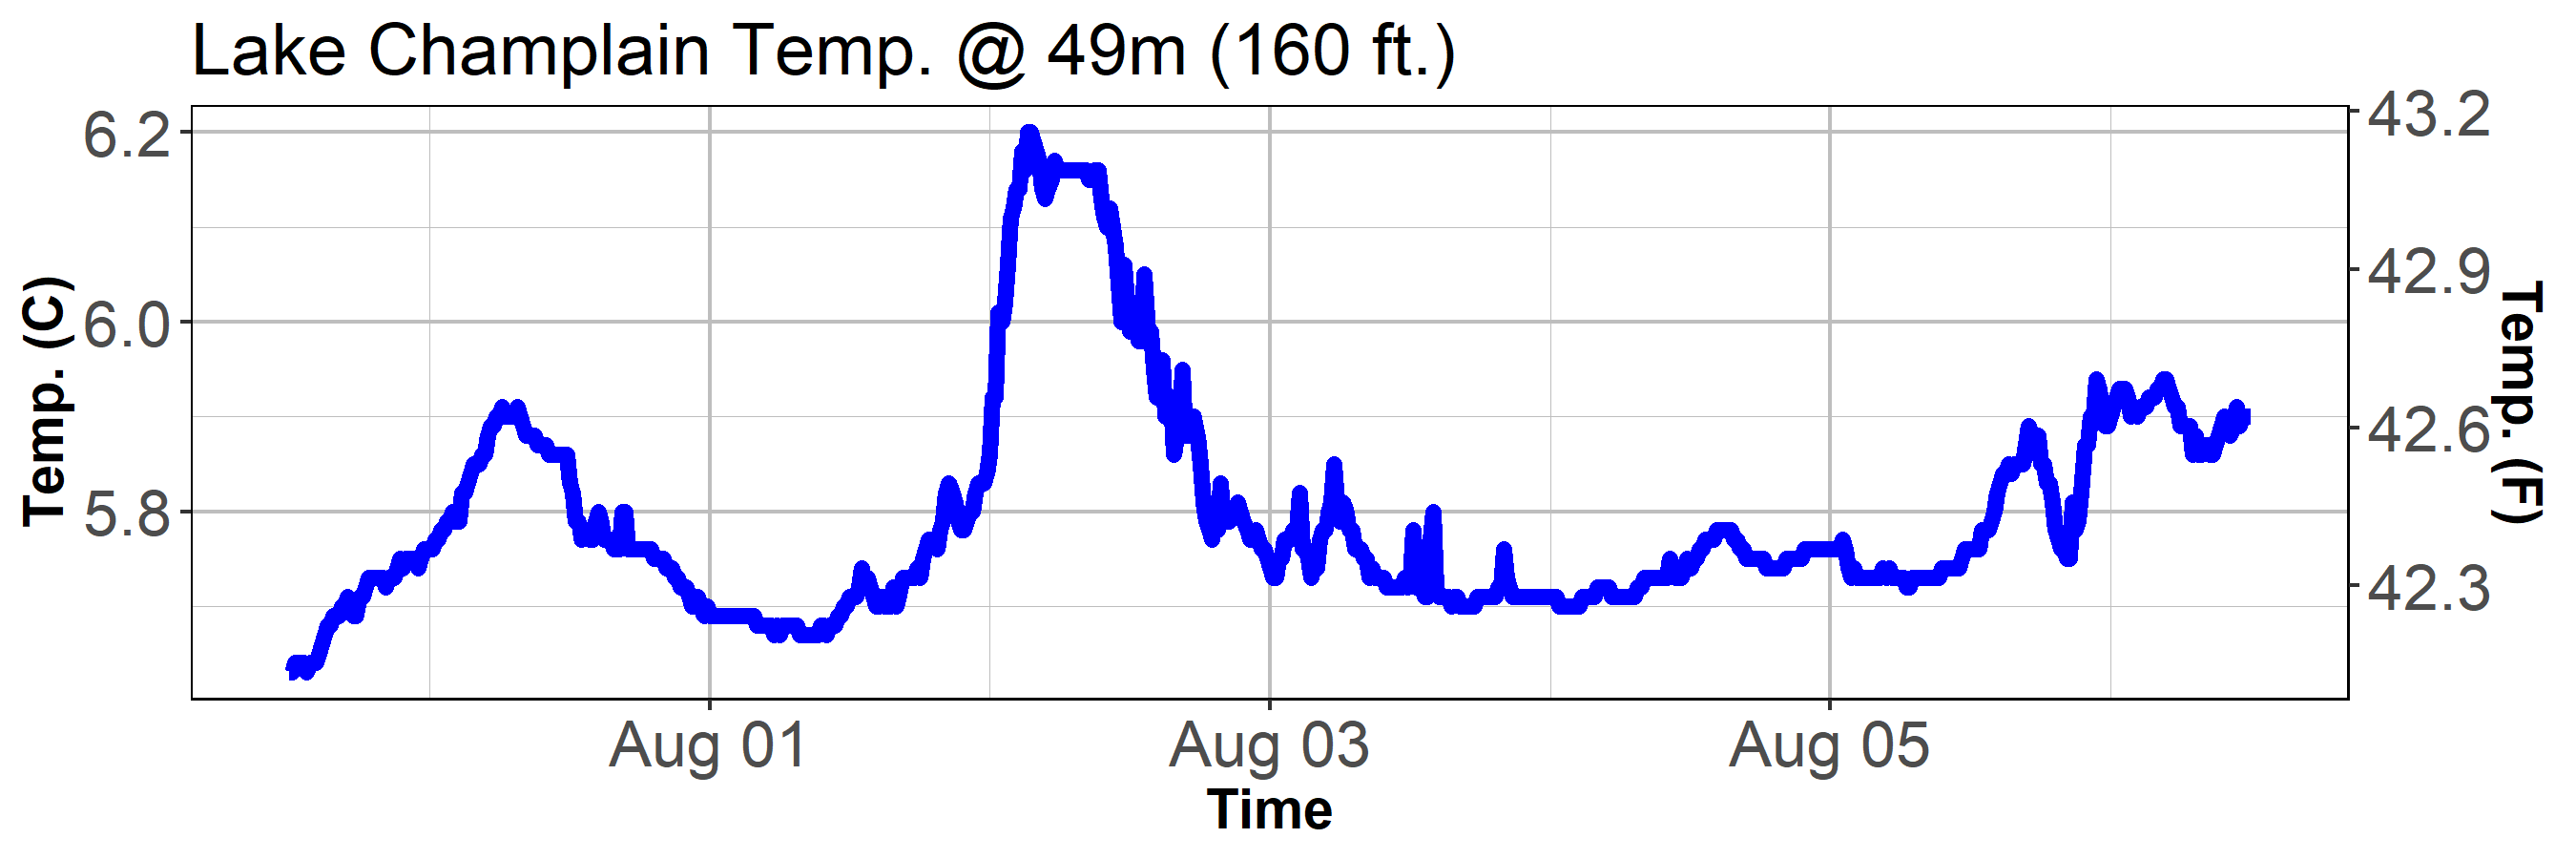 Lake Champlain Temp. @ 49m (160 ft.)
6.2
6.0
5.8
Temp. (C)
43.2
42.9
42.6
42.3
Temp. (F)
Aug 01
Aug 03
Aug 05
Time